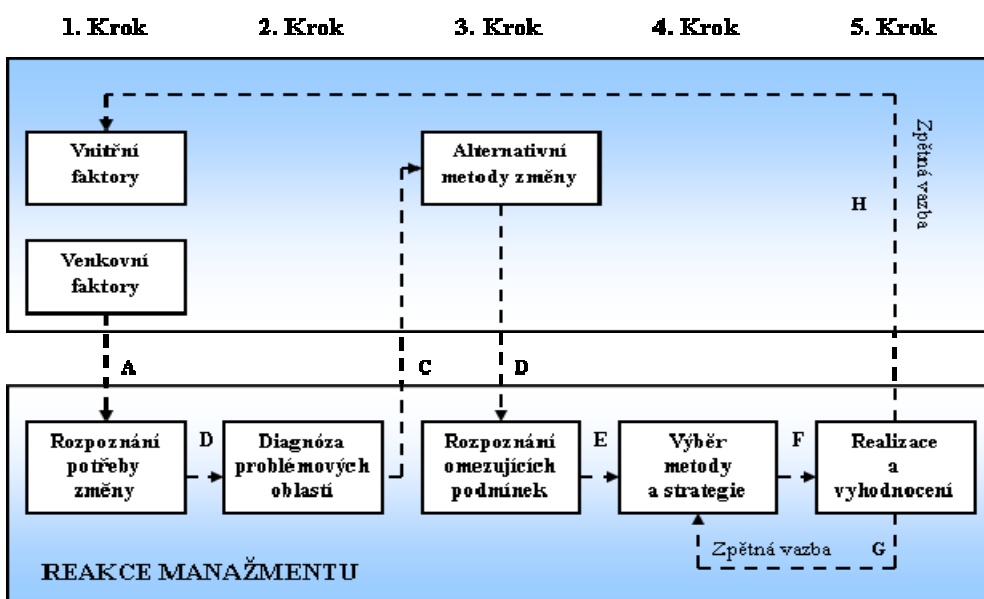 1. Krok
2. Krok
3. Krok
4. Krok
5. Krok
Vnitřní
faktory
Alternativní
metody změny
Zpětná vazba
H
Venkovní
faktory
A
C
D
Rozpoznání
potřeby
změny
D
Diagnóza
problémových
oblastí
Rozpoznání
omezujících
podmínek
E
Výběr
metody
a strategie
F
Realizace
a
vyhodnocení
Zpětná vazba
G
REAKCE MANAŽMENTU